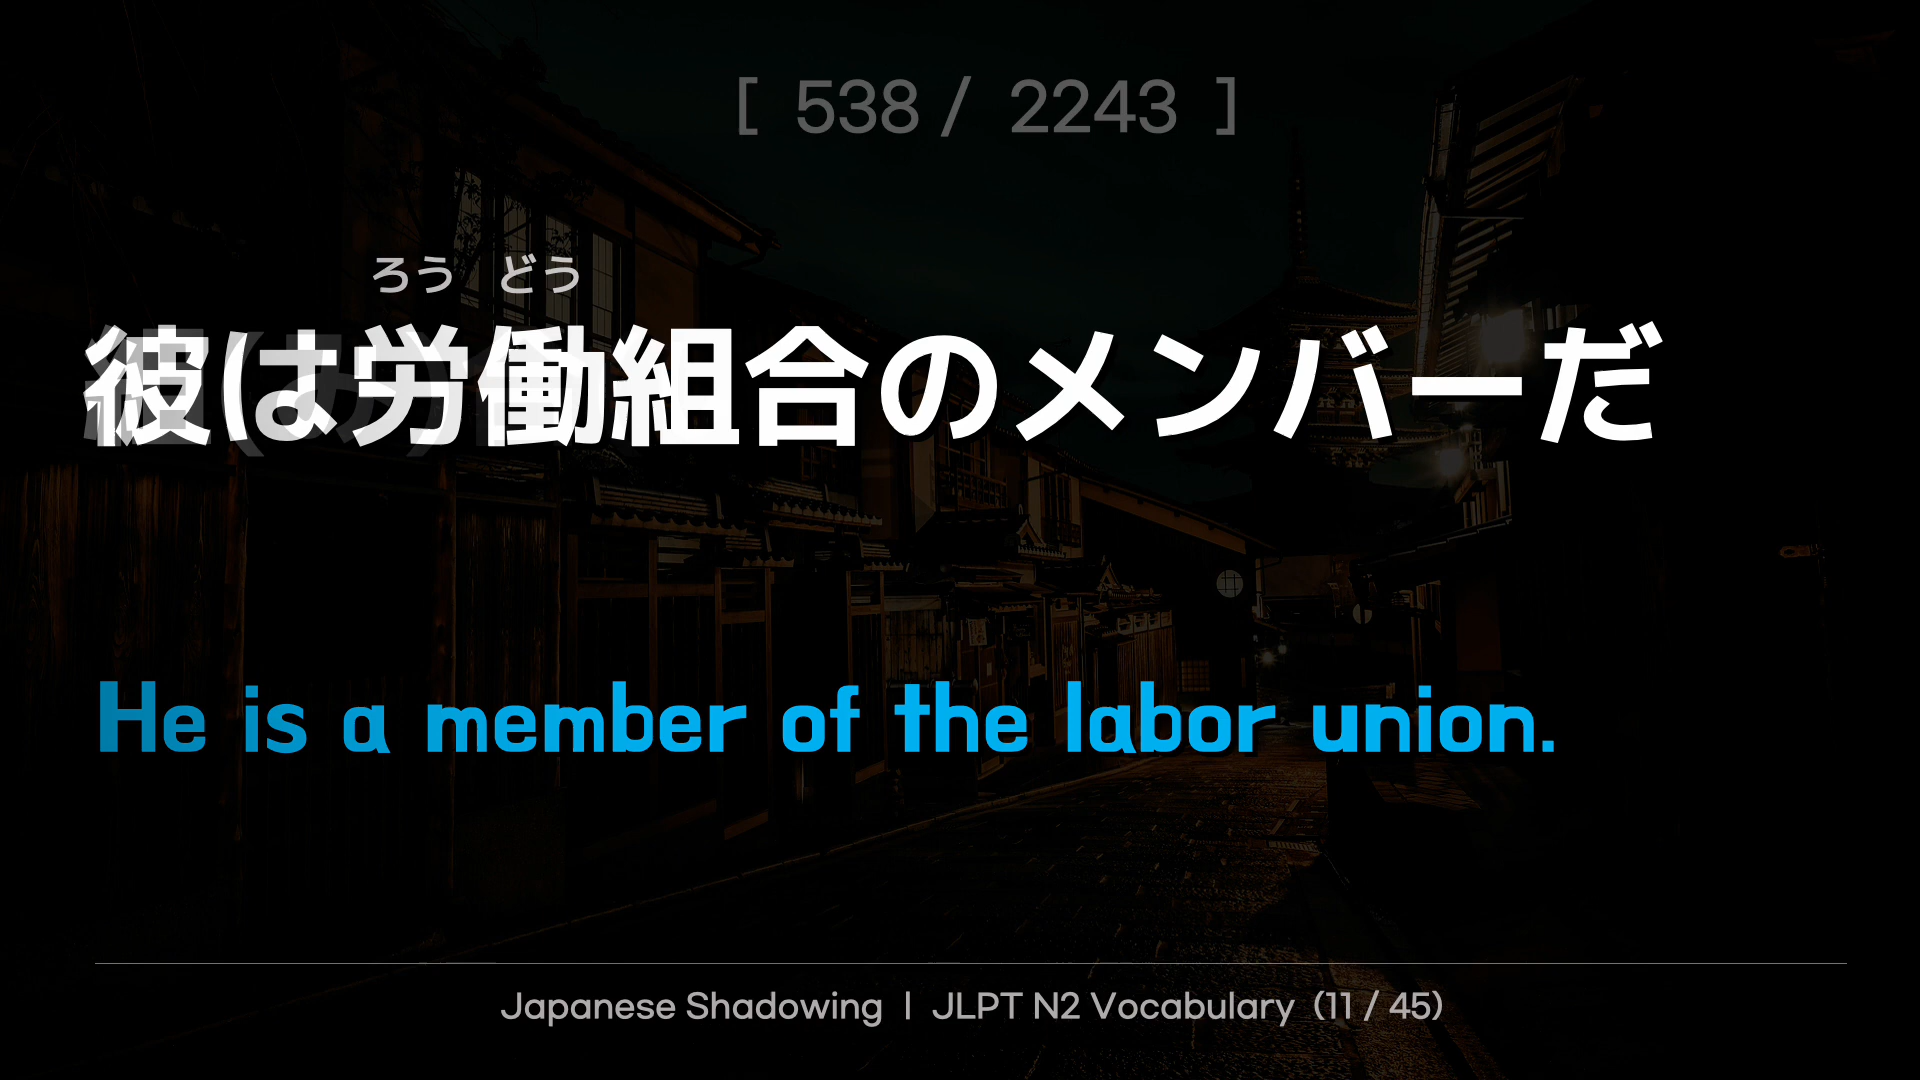 [ 538 / 2243 ]
ろう どう
彼は労働組合のメンバーだ
He is a member of the labor union.
Japanese Shadowing | JLPT N2 Vocabulary (11 / 45)